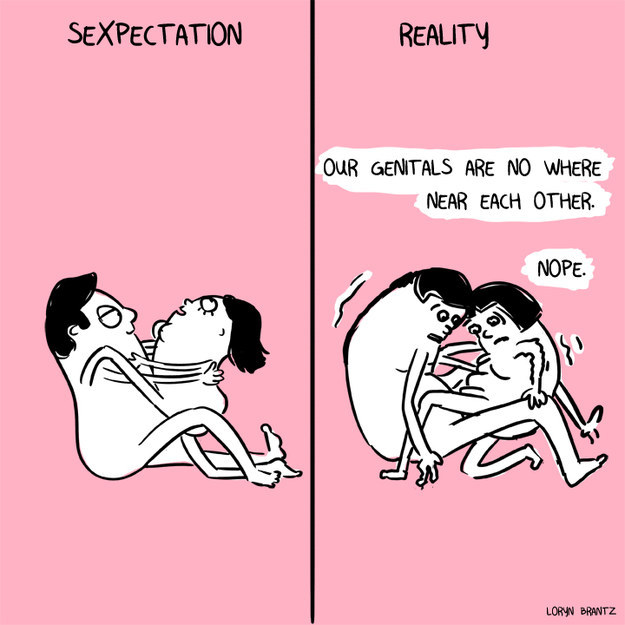 SEXPECTATION
REALITY
OUR GENITALS ARE NO WHERE
NEAR EACH OTHER.
NOPE.
LORYN BRANTZ